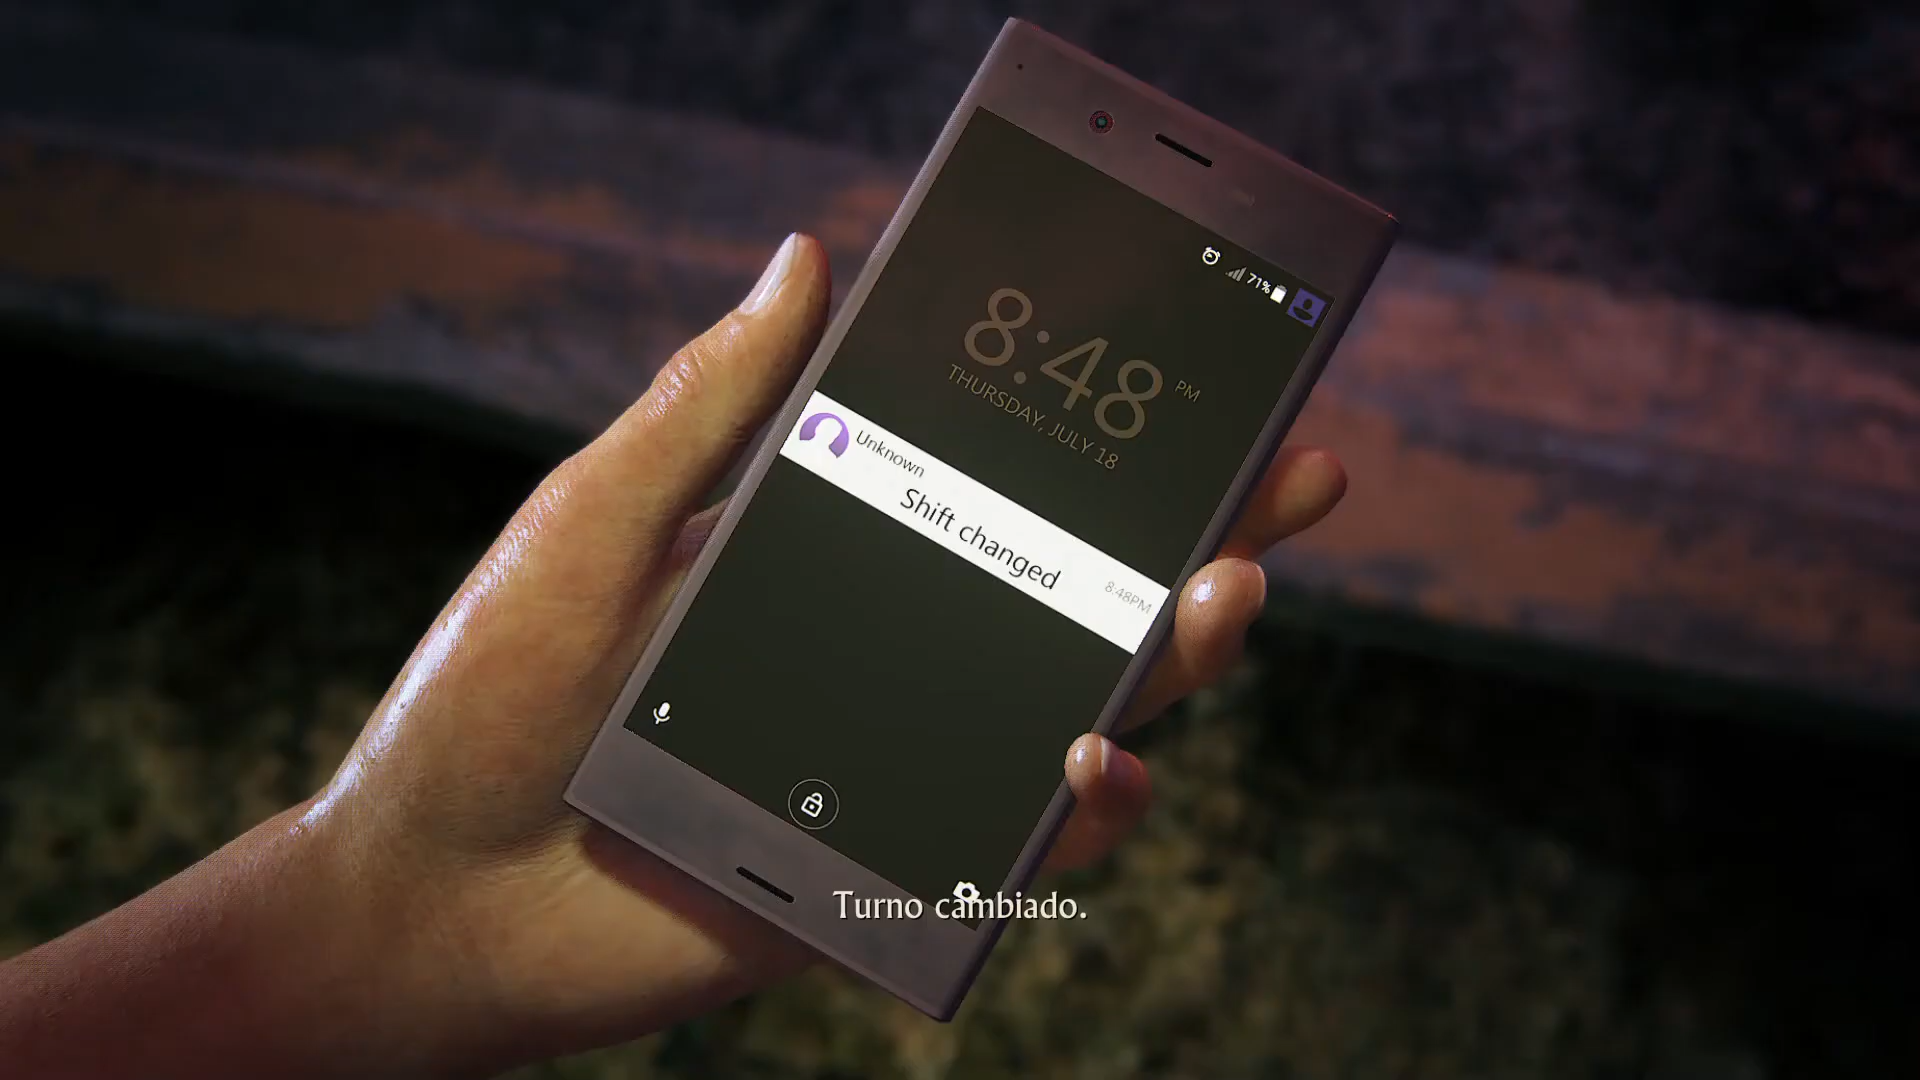 71%
8:48 PM
THURSDAY, JULY 18
Unknown
Shift changed
8:48PM
Turno cambiado.